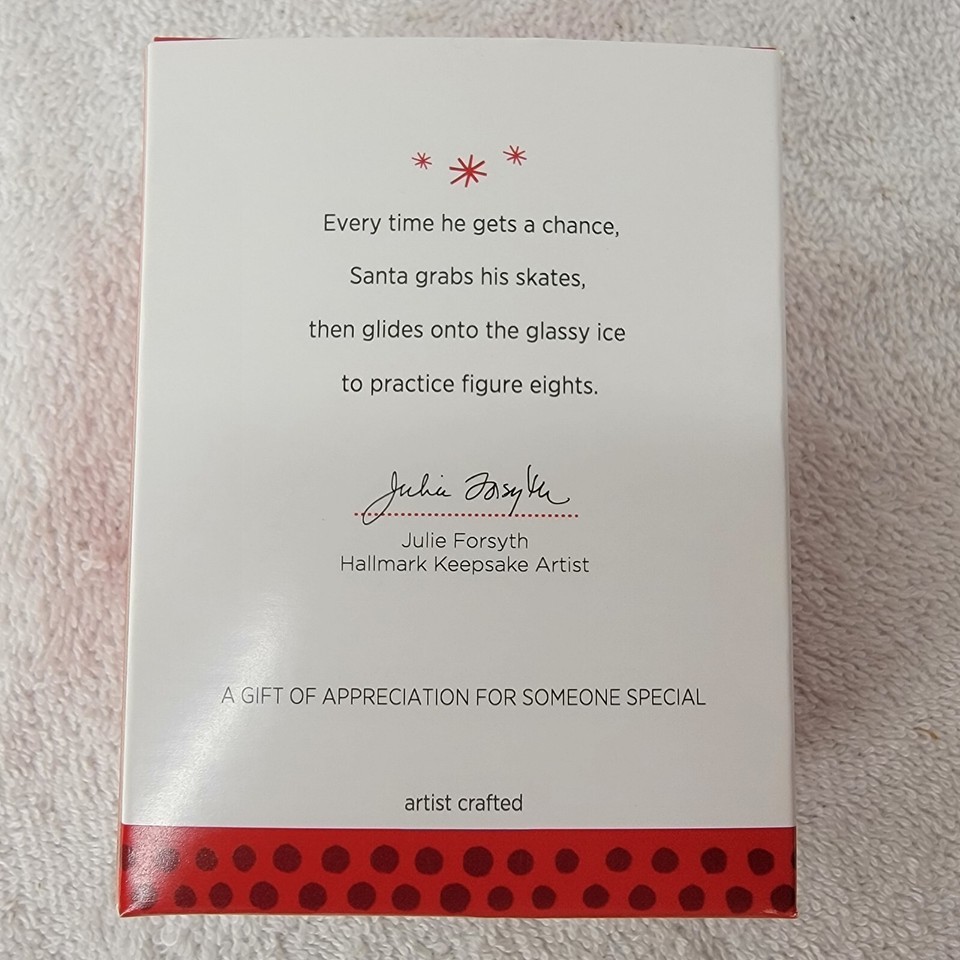 Every time he gets a chance,
Santa grabs his skates,
then glides onto the glassy ice
to practice figure eights.
Julie Forsyth
Julie Forsyth
Hallmark Keepsake Artist
A GIFT OF APPRECIATION FOR SOMEONE SPECIAL
artist crafted